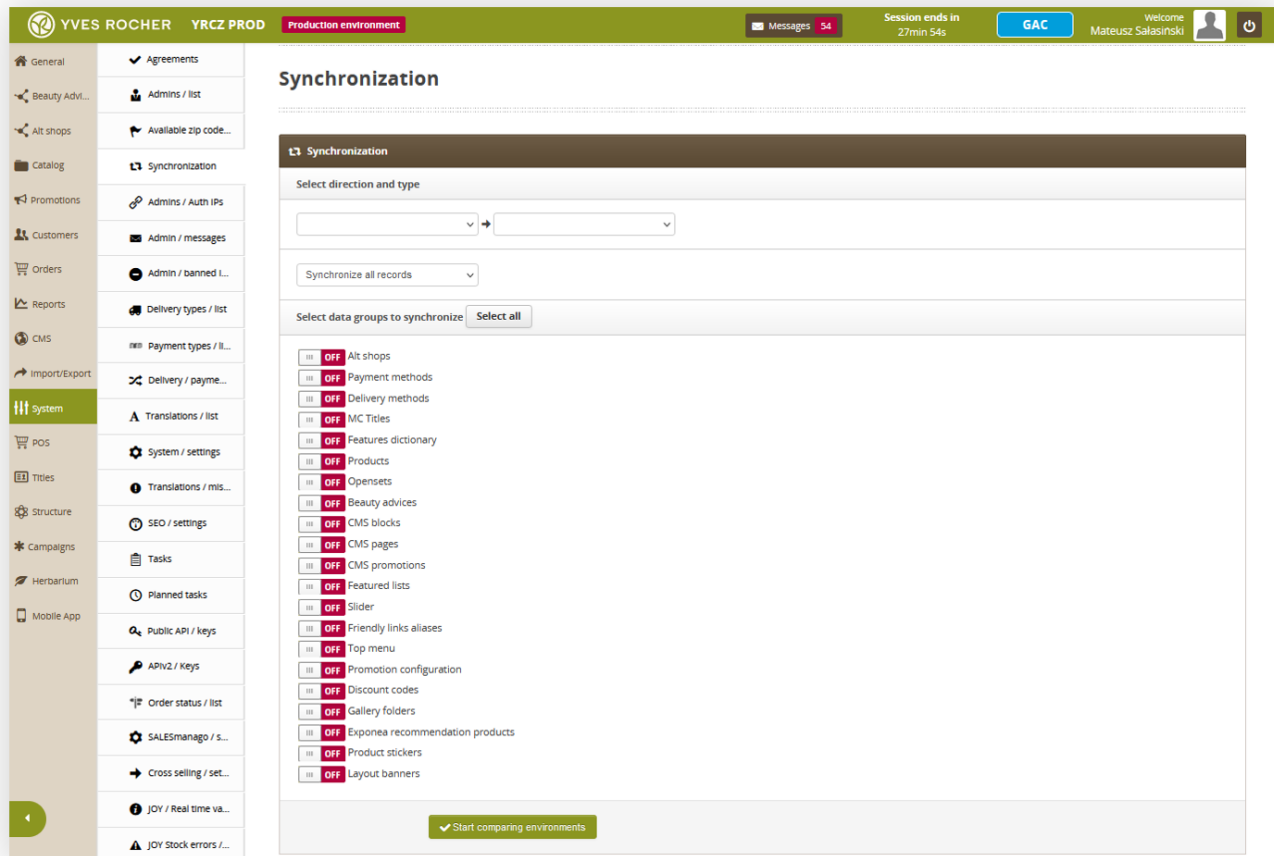 YVES ROCHER YRCZ PROD Production environment Messages 54 Session ends in GAC Welcome
27min 54s Mateusz Sałasiński
General
Beauty Advi...
Alt shops
Catalog
Promotions
Customers
Orders
Reports
CMS
Import/Export
System
POS
Titles
Structure
Campaigns
Herbarium
Mobile App
Agreements
Admins / list
Available zip code...
Synchronization
Admins / Auth IPs
Admin / messages
Admin / banned i...
Delivery types / list
Payment types / li...
Delivery / payme...
Translations / list
System / settings
Translations / mis...
SEO / settings
Tasks
Planned tasks
Public API / keys
APIv2 / Keys
Order status / list
SALESmanago / s...
Cross selling / set...
JOY / Real time va...
JOY Stock errors /...
Synchronization
Synchronization
Select direction and type
Synchronize all records
Select data groups to synchronize Select all
OFF Alt shops
OFF Payment methods
OFF Delivery methods
OFF MC Titles
OFF Features dictionary
OFF Products
OFF Opensets
OFF Beauty advices
OFF CMS blocks
OFF CMS pages
OFF CMS promotions
OFF Featured lists
OFF Slider
OFF Friendly links aliases
OFF Top menu
OFF Promotion configuration
OFF Discount codes
OFF Gallery folders
OFF Exponea recommendation products
OFF Product stickers
OFF Layout banners
Start comparing environments